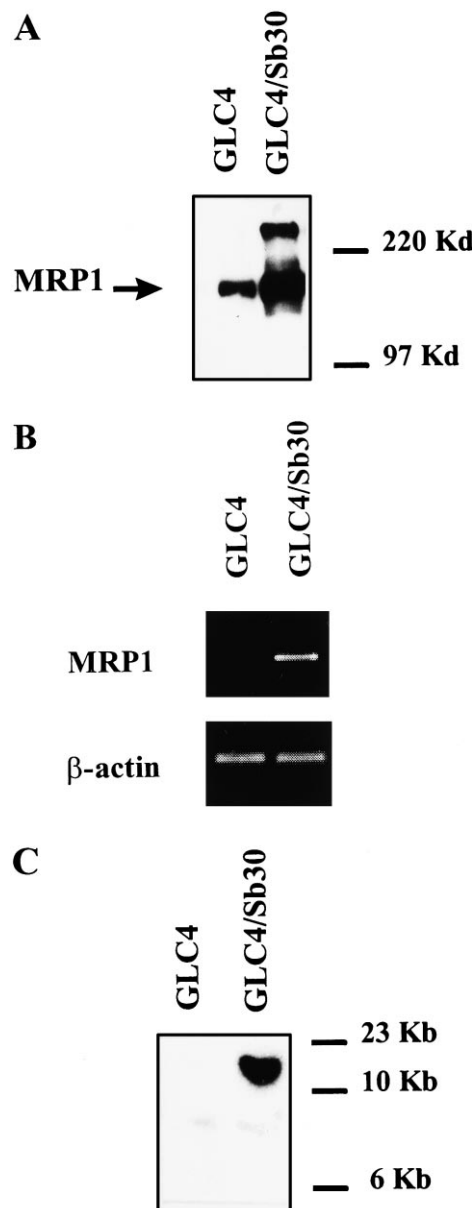 A
GLC4
GLC4/Sb30
220 Kd
MRP1
97 Kd
B
GLC4
GLC4/Sb30
MRP1
β-actin
C
GLC4
GLC4/Sb30
23 Kb
10 Kb
6 Kb